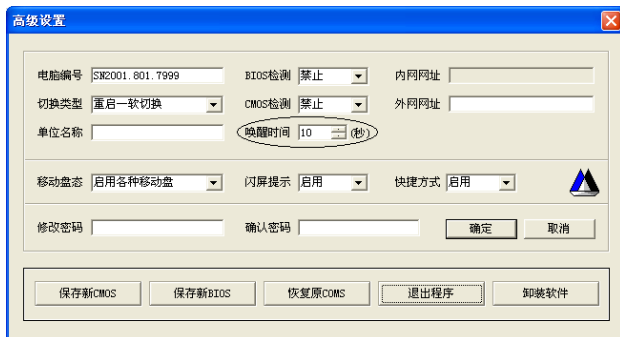 高级设置
电脑编号 SN2001.801.7999 BIOS检测 禁止 内网网址
切换类型 重启一软切换 CMOS检测 禁止 外网网址
单位名称 唤醒时间 10 (秒)
移动盘态 启用各种移动盘 闪屏提示 启用 快捷方式 启用
修改密码 确认密码 确定 取消
保存新CMOS 保存新BIOS 恢复原COMS 退出程序 卸装软件